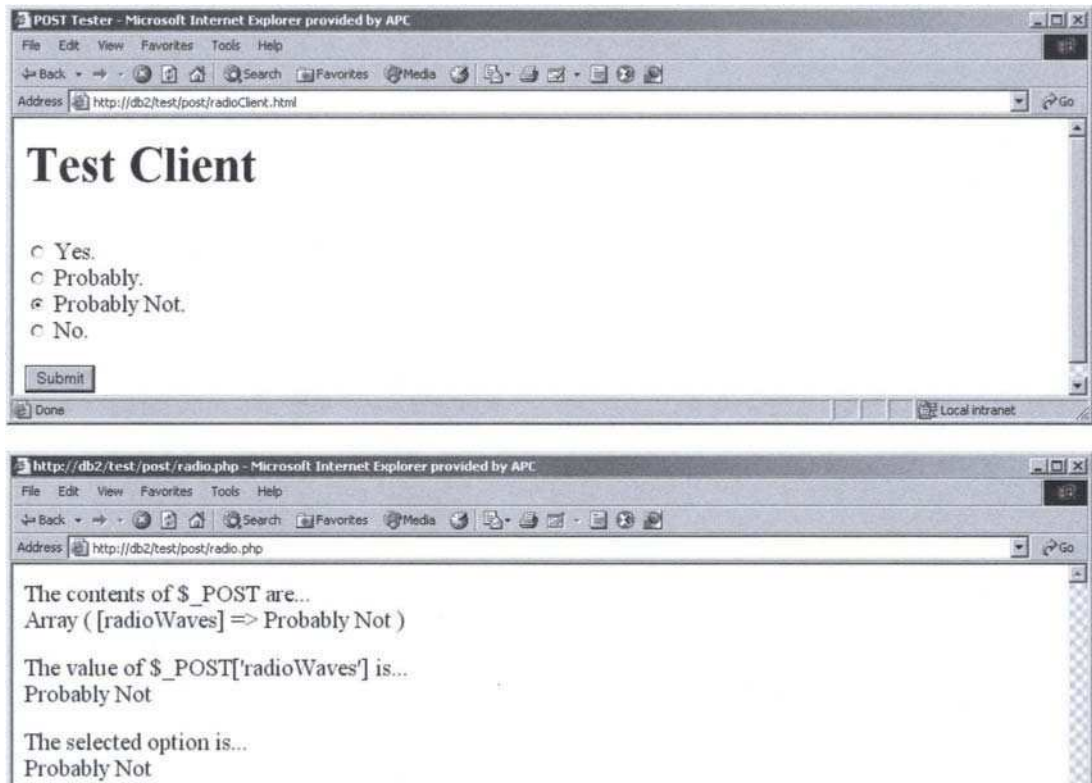 POST Tester - Microsoft Internet Explorer provided by APC
File Edit View Favorites Tools Help
Back Search Favorites Media
Address http://db2/test/post/radioClient.html Go
Test Client
Yes.
Probably.
Probably Not.
No.
Submit
Done Local intranet
http://db2/test/post/radio.php - Microsoft Internet Explorer provided by APC
File Edit View Favorites Tools Help
Back Search Favorites Media
Address http://db2/test/post/radio.php Go
The contents of $_POST are...
Array ( [radioWaves] => Probably Not )
The value of $_POST['radioWaves'] is...
Probably Not
The selected option is...
Probably Not